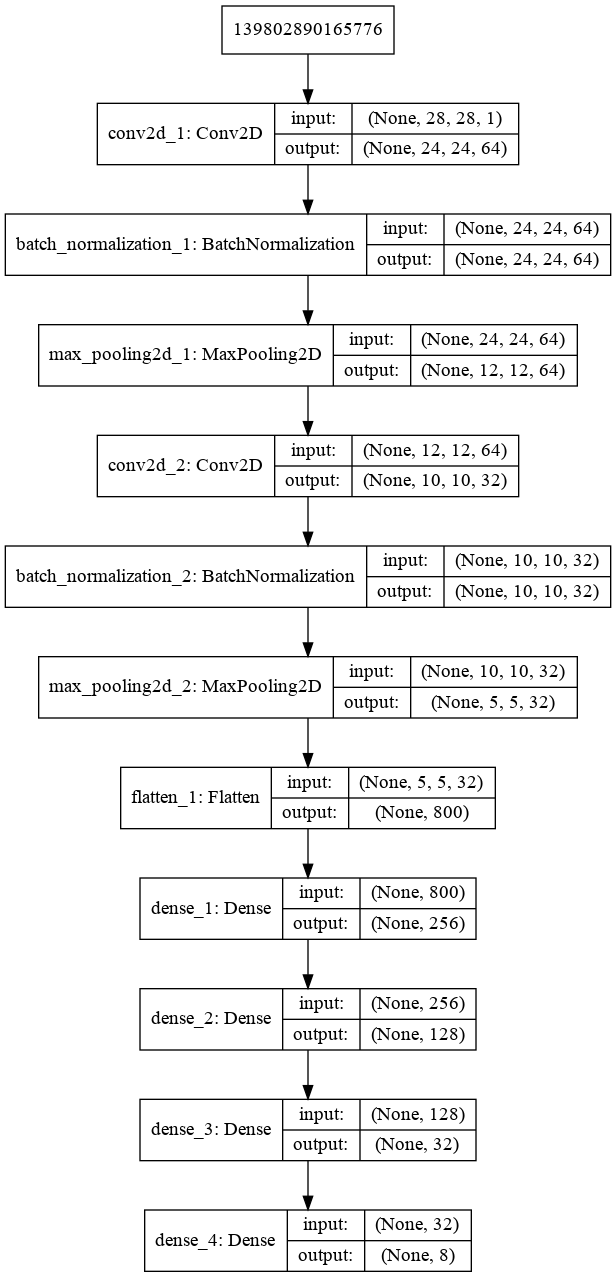 139802890165776
conv2d_1: Conv2D
input: (None, 28, 28, 1)
output: (None, 24, 24, 64)
batch_normalization_1: BatchNormalization
input: (None, 24, 24, 64)
output: (None, 24, 24, 64)
max_pooling2d_1: MaxPooling2D
input: (None, 24, 24, 64)
output: (None, 12, 12, 64)
conv2d_2: Conv2D
input: (None, 12, 12, 64)
output: (None, 10, 10, 32)
batch_normalization_2: BatchNormalization
input: (None, 10, 10, 32)
output: (None, 10, 10, 32)
max_pooling2d_2: MaxPooling2D
input: (None, 10, 10, 32)
output: (None, 5, 5, 32)
flatten_1: Flatten
input: (None, 5, 5, 32)
output: (None, 800)
dense_1: Dense
input: (None, 800)
output: (None, 256)
dense_2: Dense
input: (None, 256)
output: (None, 128)
dense_3: Dense
input: (None, 128)
output: (None, 32)
dense_4: Dense
input: (None, 32)
output: (None, 8)